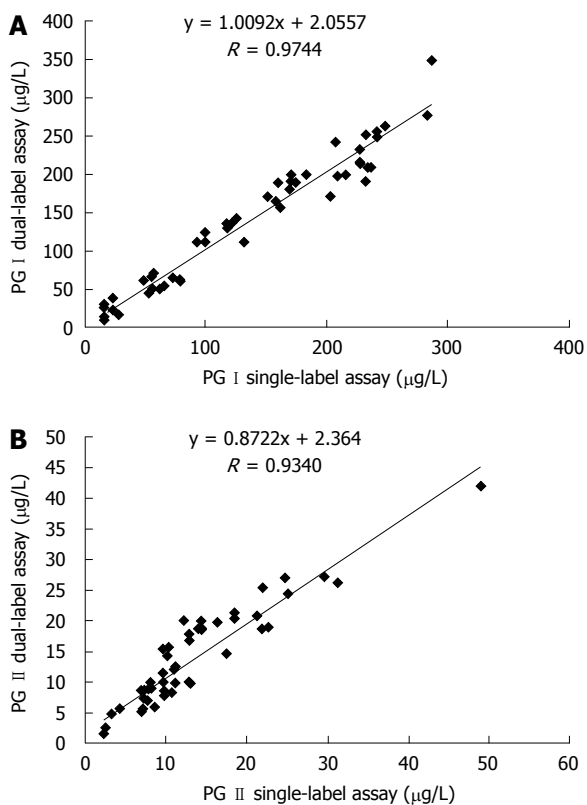 A
y = 1.0092x + 2.0557
R = 0.9744
PG Ⅰ dual-label assay (μg/L)
400
350
300
250
200
150
100
50
0
0 100 200 300 400
PG Ⅰ single-label assay (μg/L)
B
y = 0.8722x + 2.364
R = 0.9340
PG Ⅱ dual-label assay (μg/L)
50
45
40
35
30
25
20
15
10
5
0
0 10 20 30 40 50 60
PG Ⅱ single-label assay (μg/L)